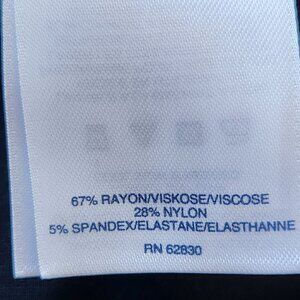 67% RAYON/VISKOSE/VISCOSE
28% NYLON
5% SPANDEX/ELASTANE/ELASTHANNE
RN 62830